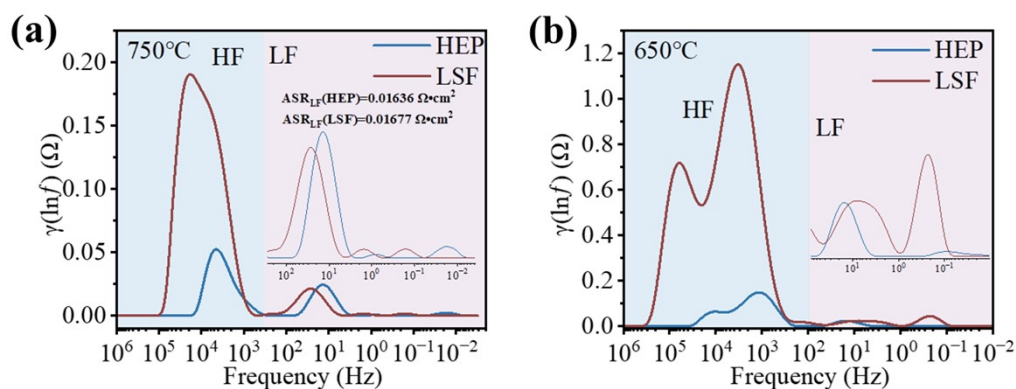 (a)
750℃
HF
LF
HEP
LSF
ASR_LF(HEP)=0.01636 Ω•cm²
ASR_LF(LSF)=0.01677 Ω•cm²
γ(lnf) (Ω)
0.20
0.15
0.10
0.05
0.00
10² 10¹ 10⁰ 10⁻¹ 10⁻²
10⁶ 10⁵ 10⁴ 10³ 10² 10¹ 10⁰ 10⁻¹ 10⁻²
Frequency (Hz)
(b)
650℃
HF
LF
HEP
LSF
γ(lnf) (Ω)
1.2
1.0
0.8
0.6
0.4
0.2
0.0
10¹ 10⁰ 10⁻¹
10⁶ 10⁵ 10⁴ 10³ 10² 10¹ 10⁰ 10⁻¹ 10⁻²
Frequency (Hz)